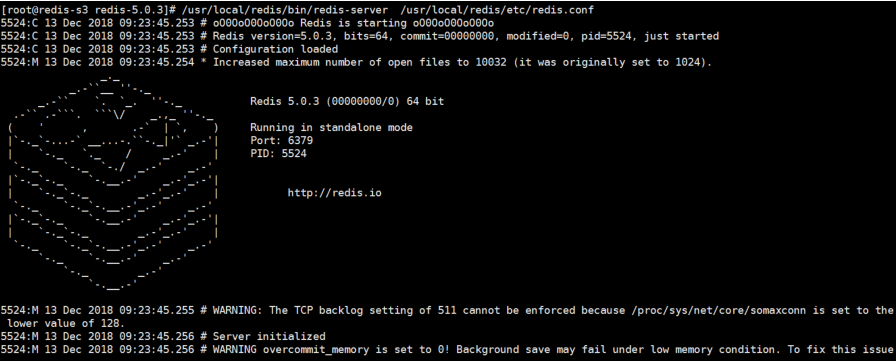 [root@redis-s3 redis-5.0.3]# /usr/local/redis/bin/redis-server  /usr/local/redis/etc/redis.conf
5524:C 13 Dec 2018 09:23:45.253 # oO0OoO0OoO0Oo Redis is starting oO0OoO0OoO0Oo
5524:C 13 Dec 2018 09:23:45.253 # Redis version=5.0.3, bits=64, commit=00000000, modified=0, pid=5524, just started
5524:C 13 Dec 2018 09:23:45.253 # Configuration loaded
5524:M 13 Dec 2018 09:23:45.254 * Increased maximum number of open files to 10032 (it was originally set to 1024).
Redis 5.0.3 (00000000/0) 64 bit
Running in standalone mode
Port: 6379
PID: 5524
http://redis.io
5524:M 13 Dec 2018 09:23:45.255 # WARNING: The TCP backlog setting of 511 cannot be enforced because /proc/sys/net/core/somaxconn is set to the
lower value of 128.
5524:M 13 Dec 2018 09:23:45.256 # Server initialized
5524:M 13 Dec 2018 09:23:45.256 # WARNING overcommit_memory is set to 0! Background save may fail under low memory condition. To fix this issue